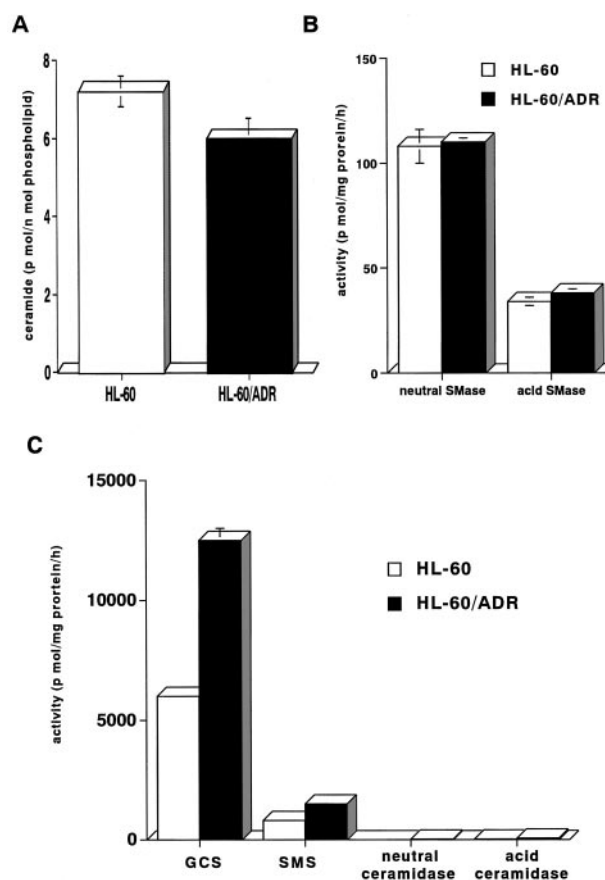 A
ceramide (p mol/n mol phospholipid)
8
6
4
2
0
HL-60
HL-60/ADR
B
activity (p mol/mg prorein/h)
150
100
50
0
HL-60
HL-60/ADR
neutral SMase
acid SMase
C
activity (p mol/mg prortein/h)
15000
10000
5000
0
HL-60
HL-60/ADR
GCS
SMS
neutral
ceramidase
acid
ceramidase